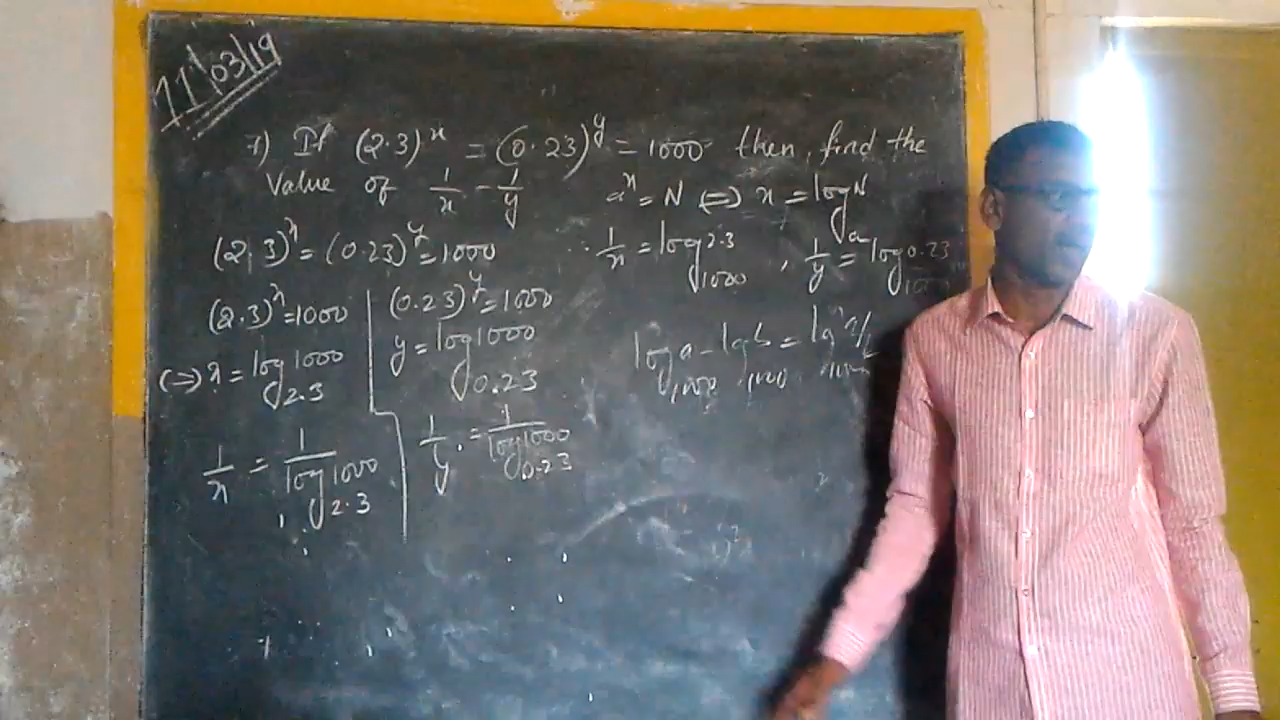 11/03/19
7) If (2.3)^x = (0.23)^y = 1000 then, find the
Value of 1/x - 1/y
(2.3)^x = (0.23)^y = 1000
(2.3)^x = 1000
(⇒) x = log_2.3 1000
1/x = 1/log_2.3 1000
(0.23)^y = 1000
y = log_0.23 1000
1/y = 1/log_0.23 1000
a^x = N ⇔ x = log_a N
∴ 1/x = log_1000 2.3 , 1/y = log_1000 0.23
log_1000 a - log_1000 b = log_1000 a/b